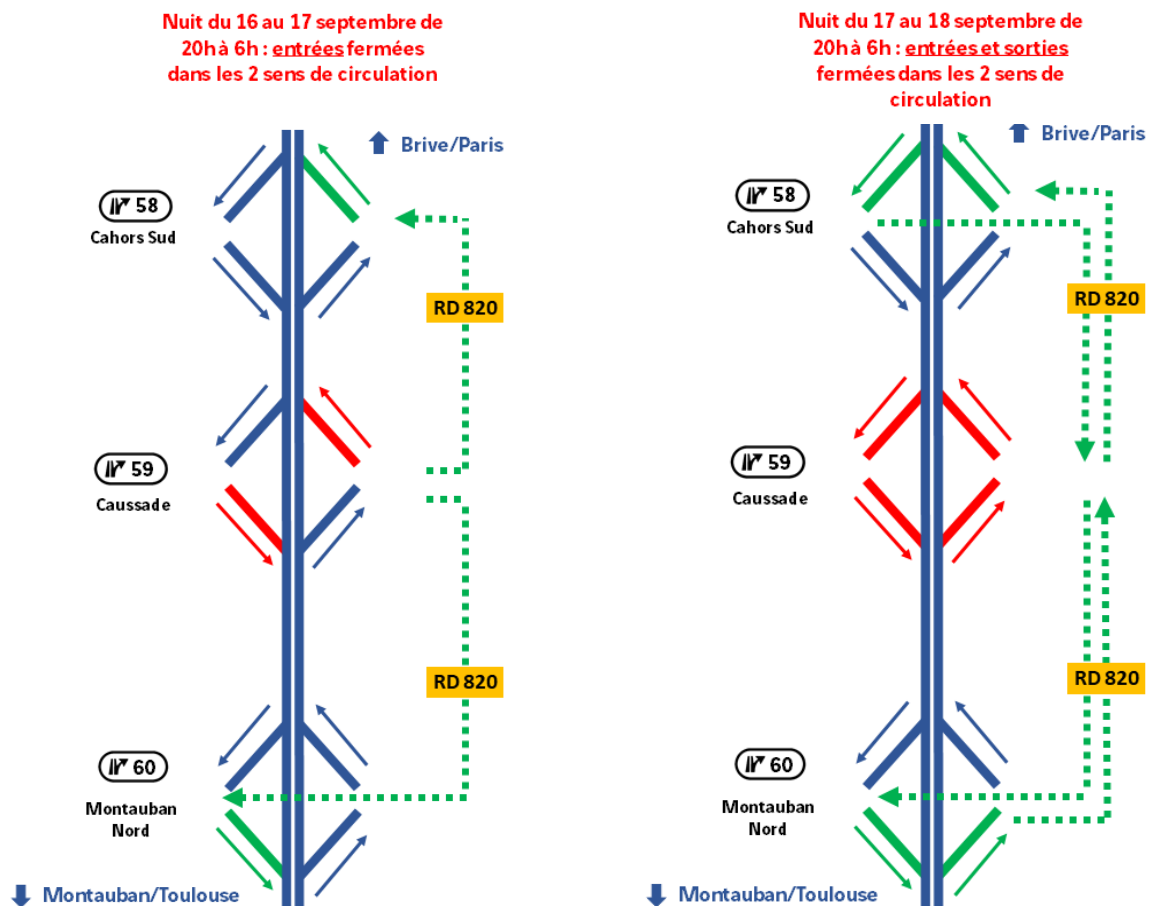 Nuit du 16 au 17 septembre de
20h à 6h : entrées fermées
dans les 2 sens de circulation
Brive/Paris
58
Cahors Sud
RD 820
59
Caussade
RD 820
60
Montauban
Nord
Montauban/Toulouse
Nuit du 17 au 18 septembre de
20h à 6h : entrées et sorties
fermées dans les 2 sens de
circulation
Brive/Paris
58
Cahors Sud
RD 820
59
Caussade
RD 820
60
Montauban
Nord
Montauban/Toulouse